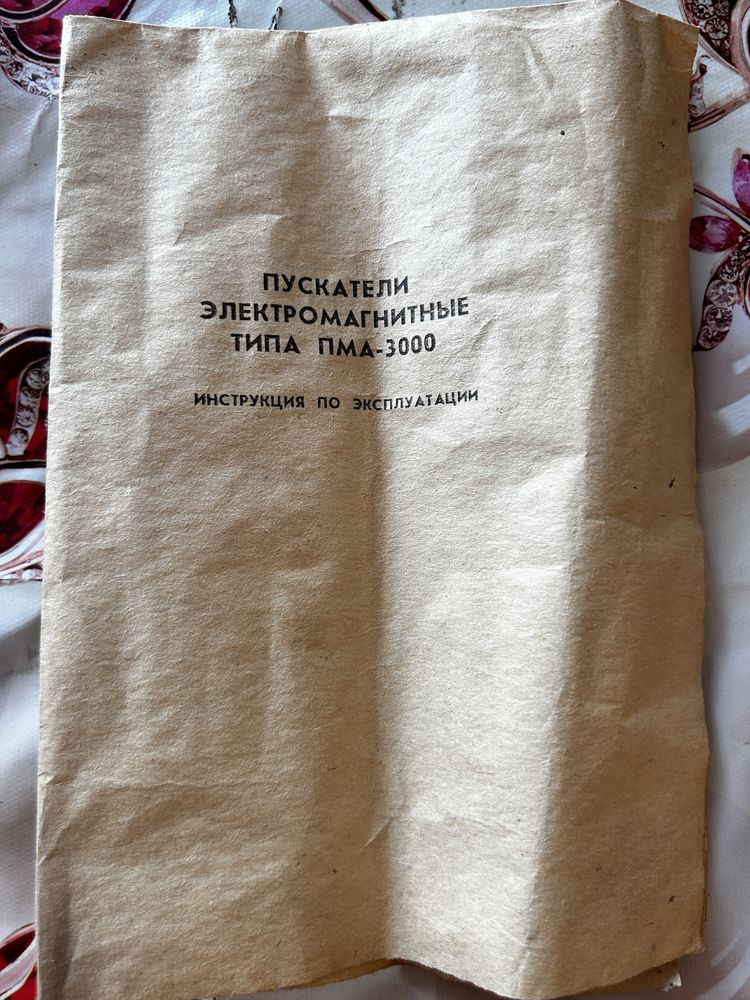 ПУСКАТЕЛИ
ЭЛЕКТРОМАГНИТНЫЕ
ТИПА ПМА-3000
ИНСТРУКЦИЯ ПО ЭКСПЛУАТАЦИИ